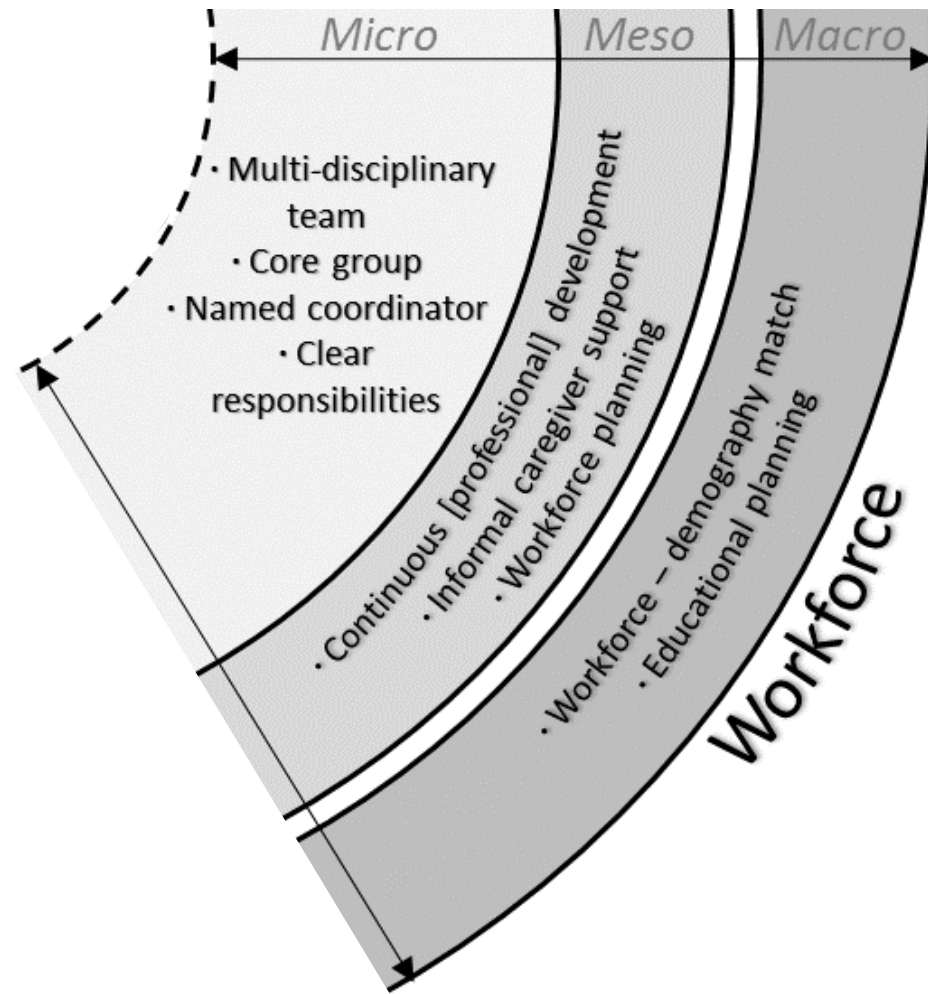 Micro
Meso
Macro
· Multi-disciplinary
team
· Core group
· Named coordinator
· Clear
responsibilities
· Continuous [professional] development
· Informal caregiver support
· Workforce planning
· Workforce – demography match
· Educational planning
Workforce